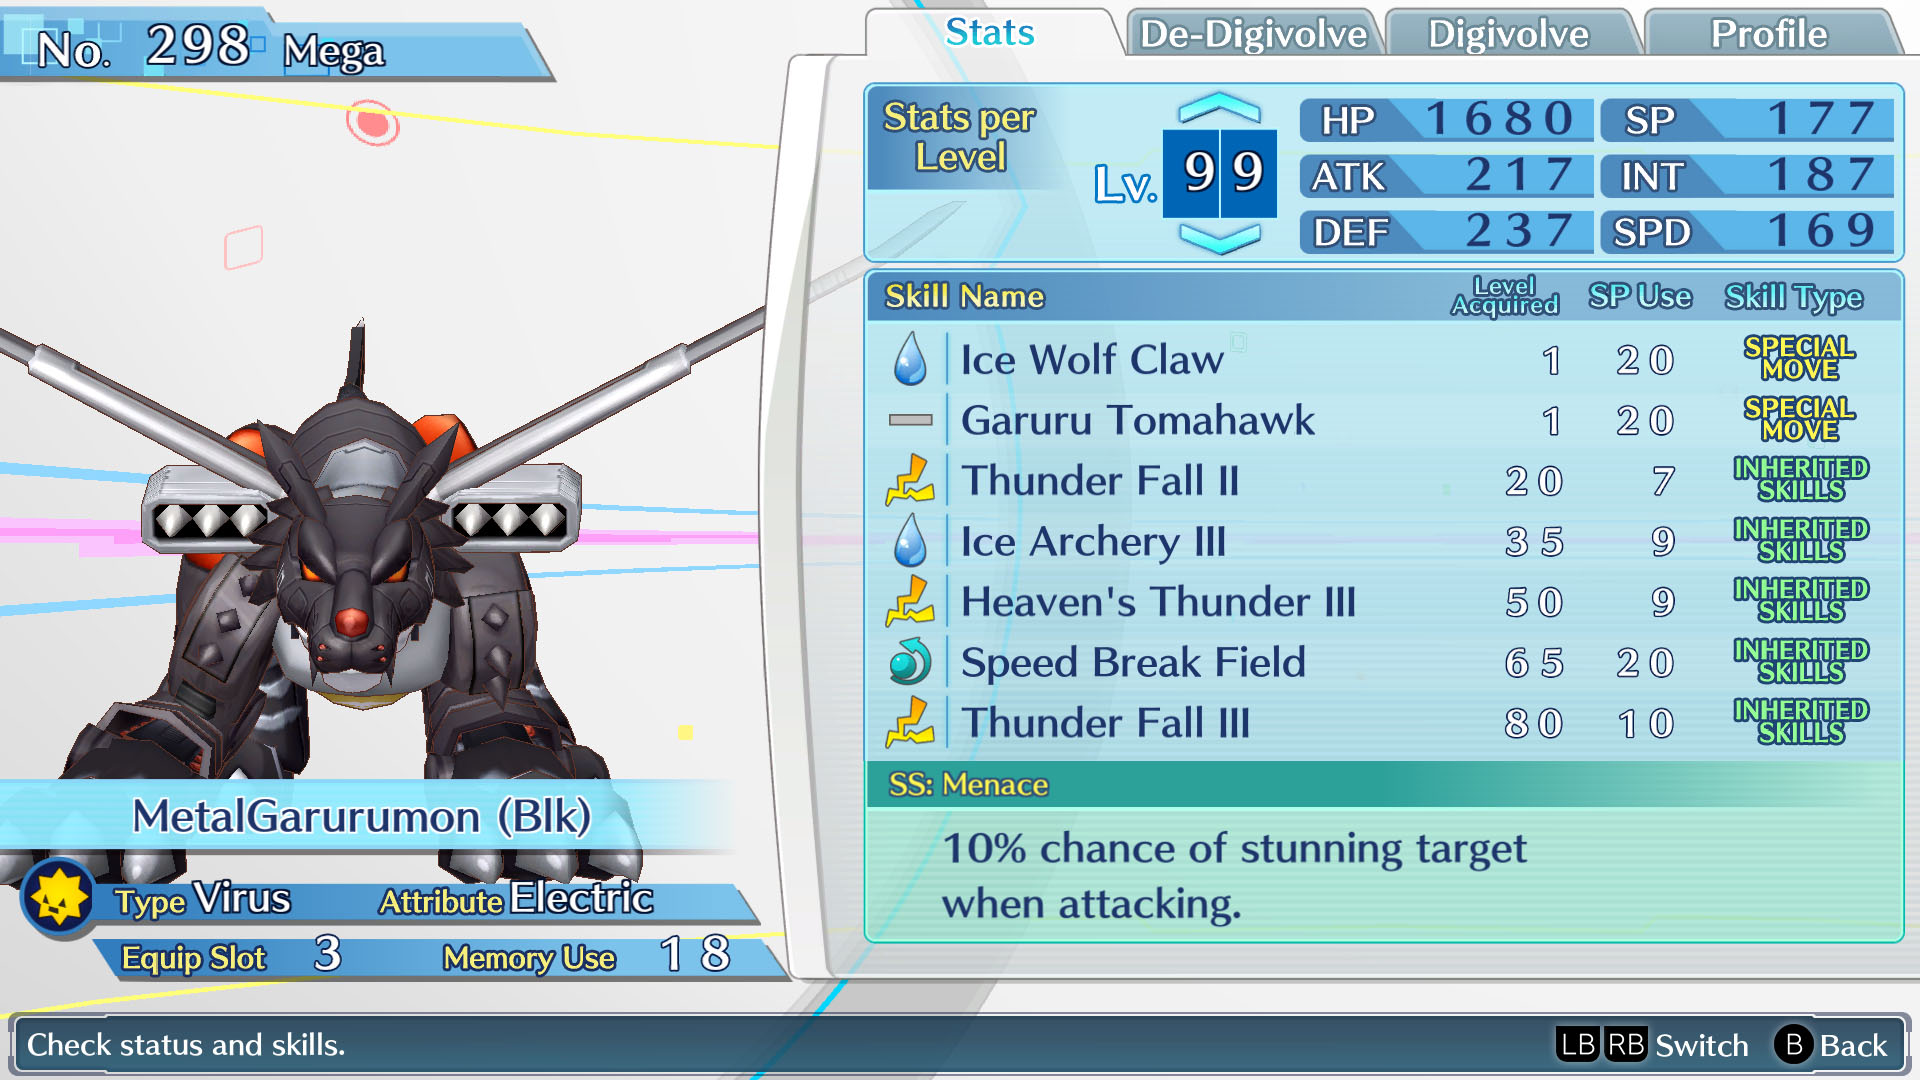 No. 298 Mega
Stats
De-Digivolve
Digivolve
Profile
Stats per
Level
Lv. 99
HP 1680 SP 177
ATK 217 INT 187
DEF 237 SPD 169
Skill Name Level Acquired SP Use Skill Type
Ice Wolf Claw 1 20 SPECIAL MOVE
Garuru Tomahawk 1 20 SPECIAL MOVE
Thunder Fall II 20 7 INHERITED SKILLS
Ice Archery III 35 9 INHERITED SKILLS
Heaven's Thunder III 50 9 INHERITED SKILLS
Speed Break Field 65 20 INHERITED SKILLS
Thunder Fall III 80 10 INHERITED SKILLS
SS: Menace
10% chance of stunning target
when attacking.
MetalGarurumon (Blk)
Type Virus Attribute Electric
Equip Slot 3 Memory Use 18
Check status and skills.
LB RB Switch B Back